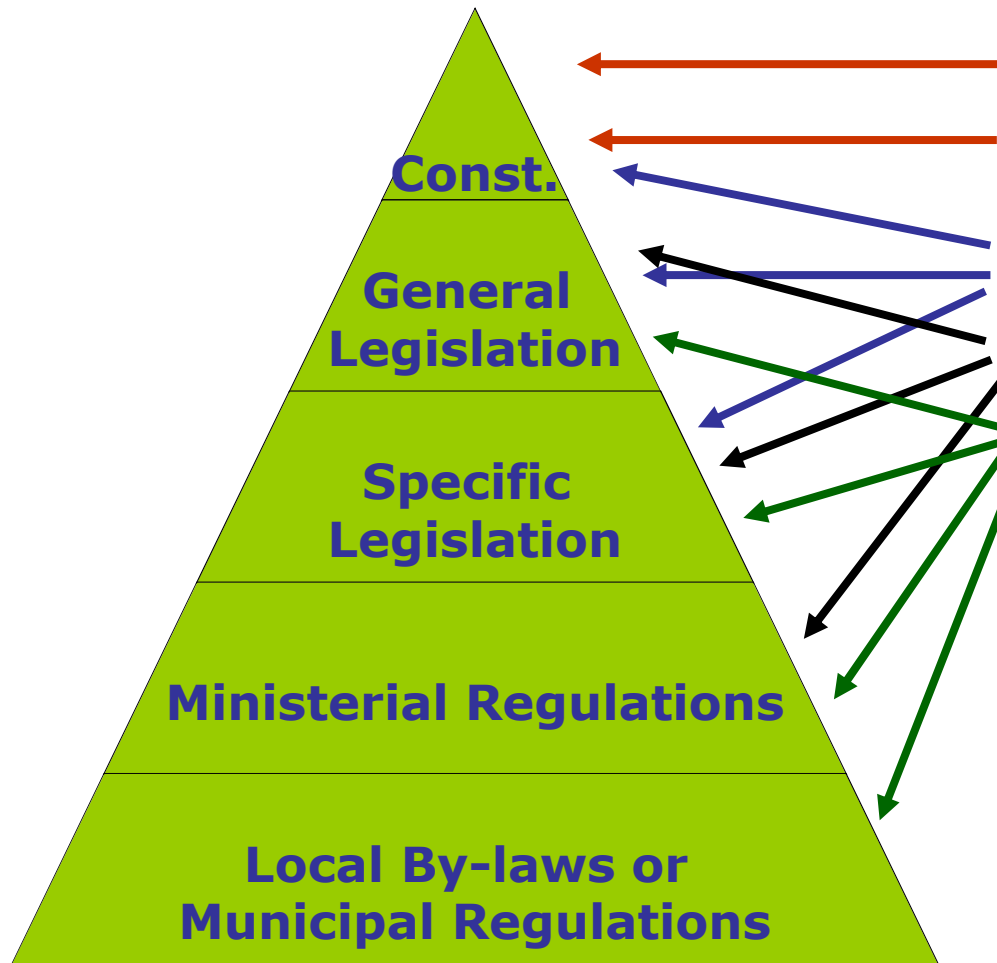 Const.
General
Legislation
Specific
Legislation
Ministerial Regulations
Local By-laws or
Municipal Regulations